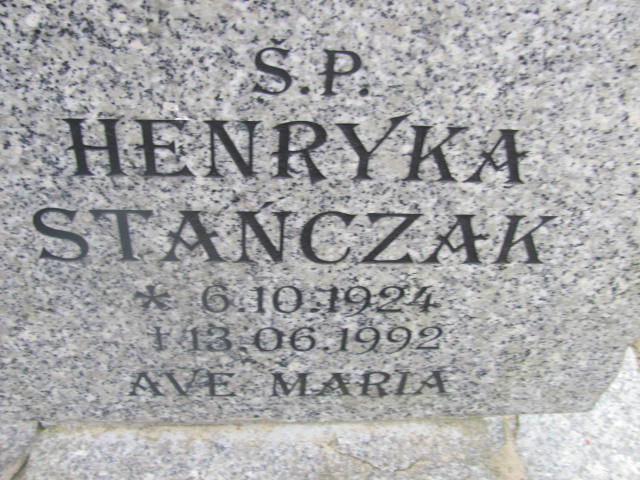 Ś.P.
HENRYKA
STAŃCZAK
* 6.10.1924
† 13.06.1992
AVE MARIA